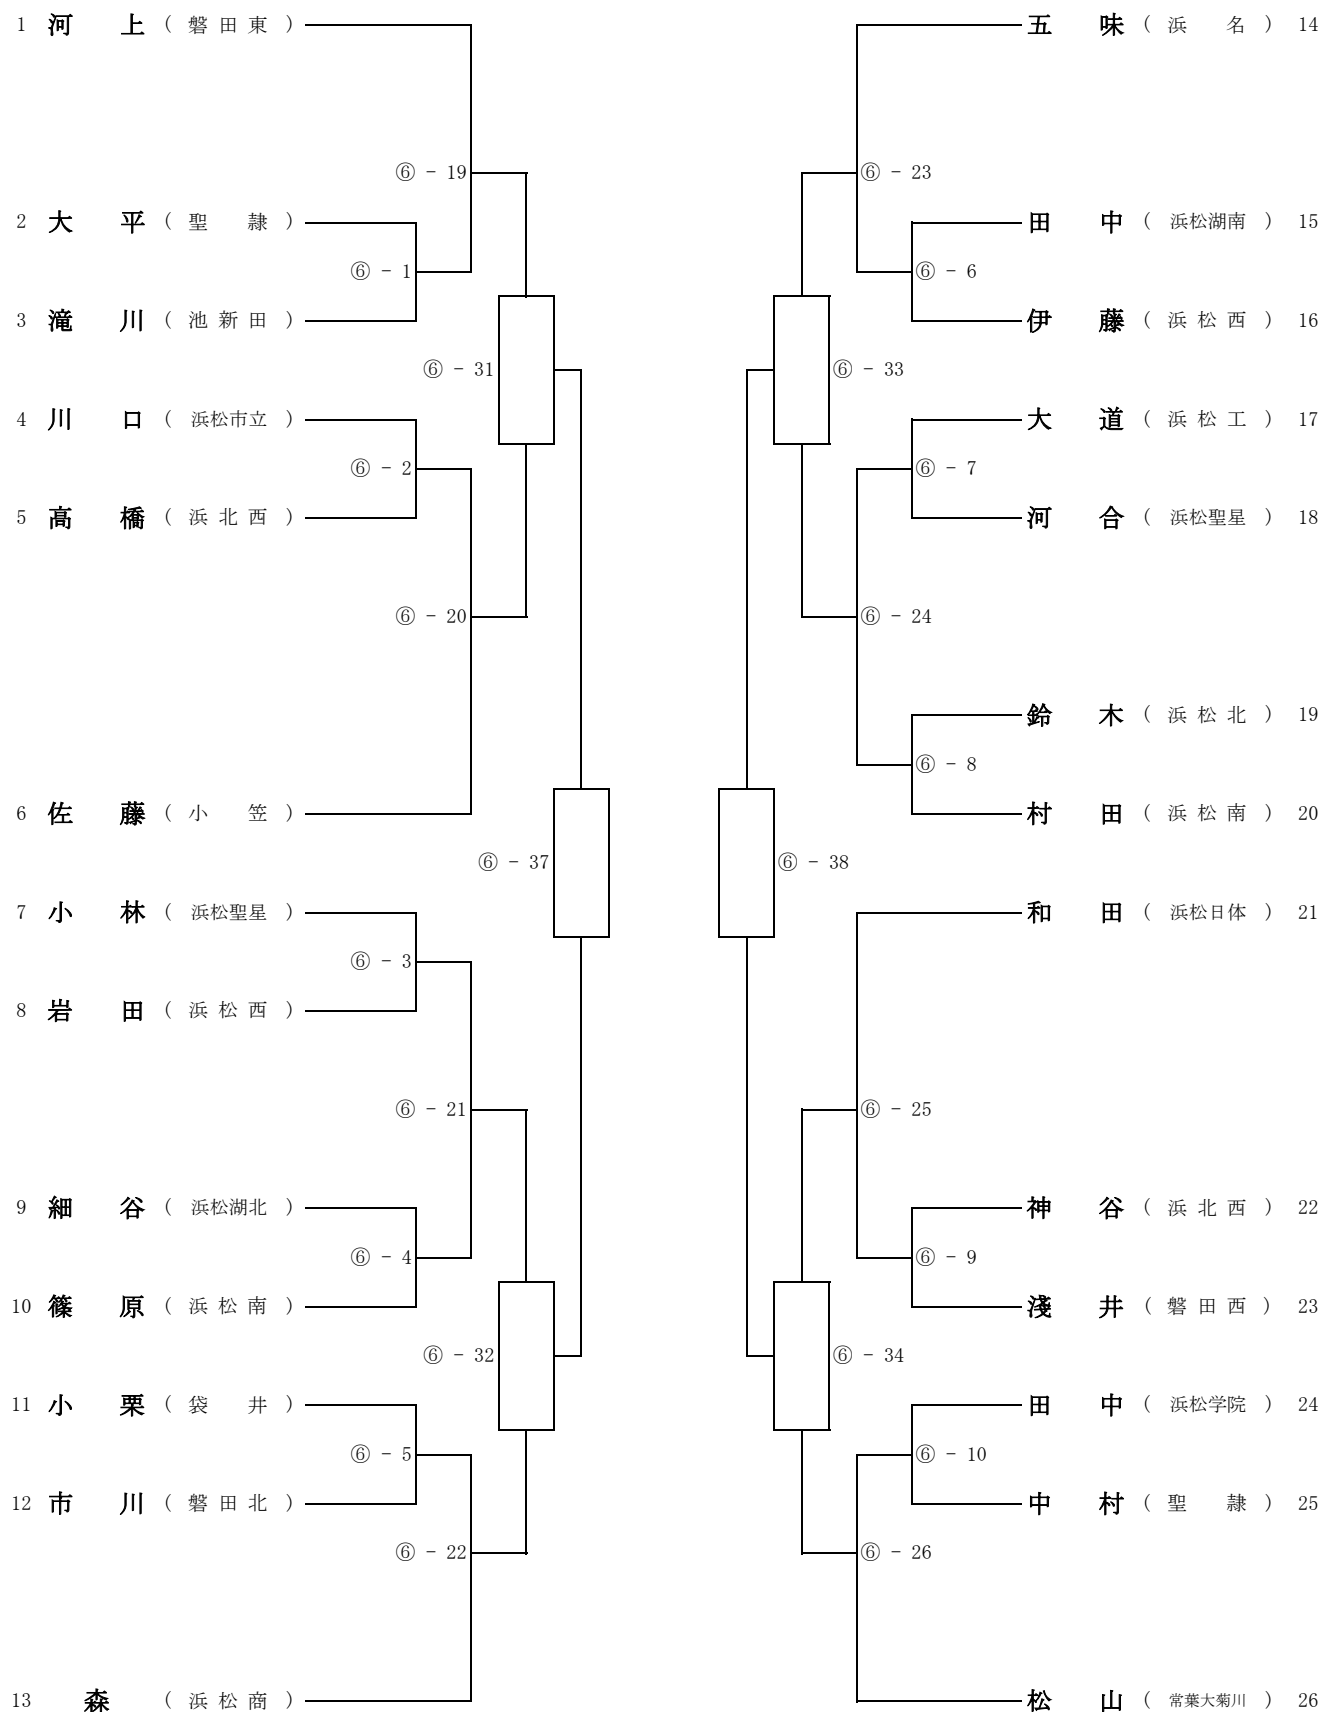 1 河 上 ( 磐 田 東 ) 五 味 ( 浜 名 ) 14
⑥ - 19 ⑥ - 23
2 大 平 ( 聖 隷 ) 田 中 ( 浜松湖南 ) 15
⑥ - 1 ⑥ - 6
3 滝 川 ( 池 新 田 ) 伊 藤 ( 浜 松 西 ) 16
⑥ - 31 ⑥ - 33
4 川 口 ( 浜松市立 ) 大 道 ( 浜 松 工 ) 17
⑥ - 2 ⑥ - 7
5 高 橋 ( 浜 北 西 ) 河 合 ( 浜松聖星 ) 18
⑥ - 20 ⑥ - 24
鈴 木 ( 浜 松 北 ) 19
⑥ - 8
6 佐 藤 ( 小 笠 ) 村 田 ( 浜 松 南 ) 20
⑥ - 37 ⑥ - 38
7 小 林 ( 浜松聖星 ) 和 田 ( 浜松日体 ) 21
⑥ - 3
8 岩 田 ( 浜 松 西 )
⑥ - 21 ⑥ - 25
9 細 谷 ( 浜松湖北 ) 神 谷 ( 浜 北 西 ) 22
⑥ - 4 ⑥ - 9
10 篠 原 ( 浜 松 南 ) 淺 井 ( 磐 田 西 ) 23
⑥ - 32 ⑥ - 34
11 小 栗 ( 袋 井 ) 田 中 ( 浜松学院 ) 24
⑥ - 5 ⑥ - 10
12 市 川 ( 磐 田 北 ) 中 村 ( 聖 隷 ) 25
⑥ - 22 ⑥ - 26
13 森 ( 浜 松 商 ) 松 山 ( 常葉大菊川 ) 26